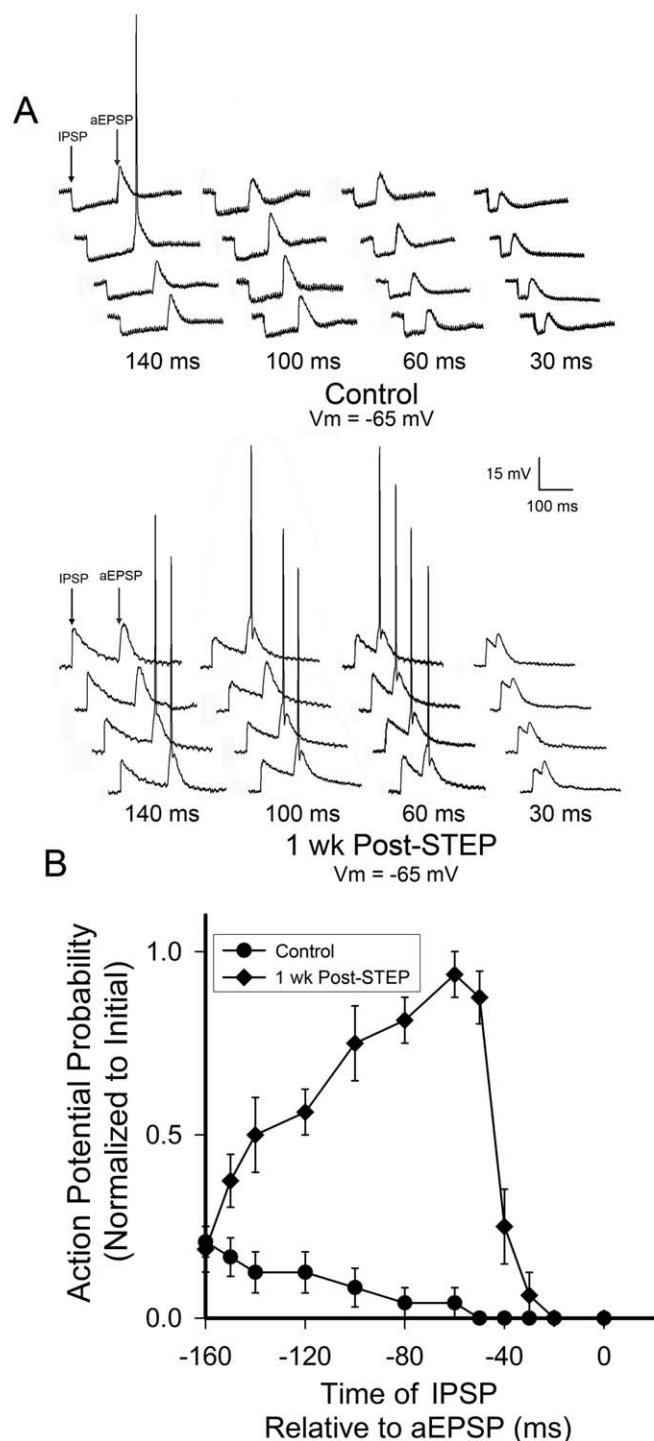 A
IPSP
aEPSP
140 ms
100 ms
60 ms
30 ms
Control
Vm = -65 mV
15 mV
100 ms
IPSP
aEPSP
140 ms
100 ms
60 ms
30 ms
1 wk Post-STEP
Vm = -65 mV
B
Action Potential Probability
(Normalized to Initial)
1.0
0.5
0.0
Control
1 wk Post-STEP
-160
-120
-80
-40
0
Time of IPSP
Relative to aEPSP (ms)